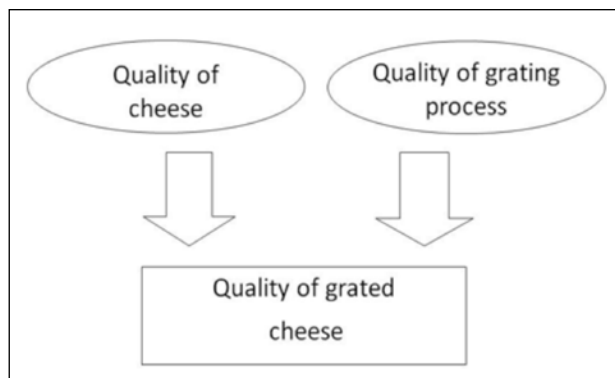 Quality of
cheese
Quality of grating
process
Quality of grated
cheese